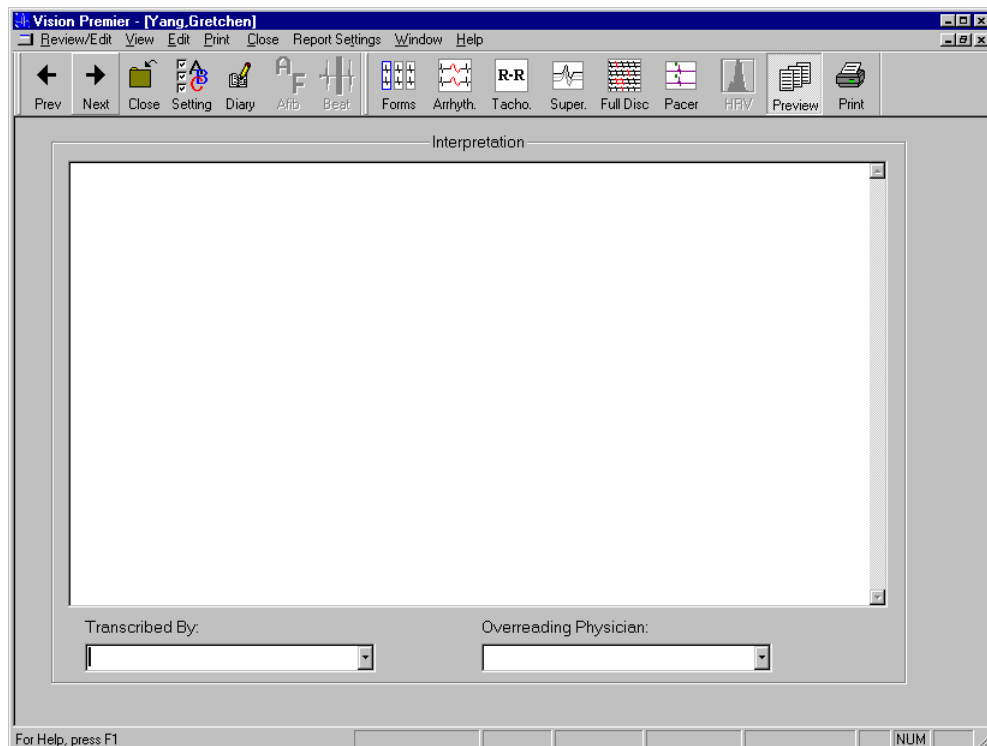 Vision Premier - [Yang,Gretchen]
Review/Edit View Edit Print Close Report Settings Window Help
A F
R-R
Prev Next Close Setting Diary Afib Beat Forms Arrhyth. Tacho. Super. Full Disc Pacer HRV Preview Print
Interpretation
Transcribed By: Overreading Physician:
For Help, press F1 NUM